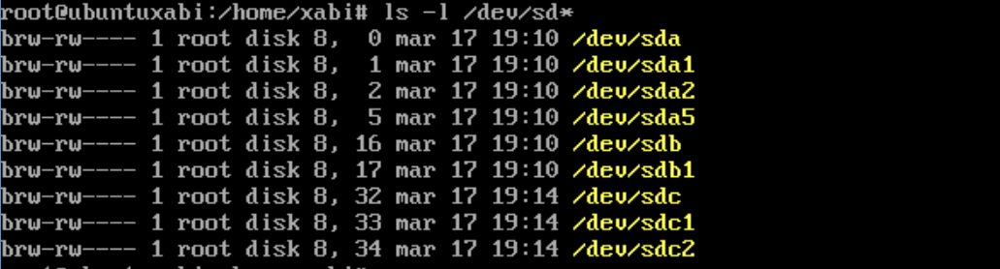 root@ubuntuxabi:/home/xabi# ls -l /dev/sd*
brw-rw---- 1 root disk 8,  0 mar 17 19:10 /dev/sda
brw-rw---- 1 root disk 8,  1 mar 17 19:10 /dev/sda1
brw-rw---- 1 root disk 8,  2 mar 17 19:10 /dev/sda2
brw-rw---- 1 root disk 8,  5 mar 17 19:10 /dev/sda5
brw-rw---- 1 root disk 8, 16 mar 17 19:10 /dev/sdb
brw-rw---- 1 root disk 8, 17 mar 17 19:10 /dev/sdb1
brw-rw---- 1 root disk 8, 32 mar 17 19:14 /dev/sdc
brw-rw---- 1 root disk 8, 33 mar 17 19:14 /dev/sdc1
brw-rw---- 1 root disk 8, 34 mar 17 19:14 /dev/sdc2